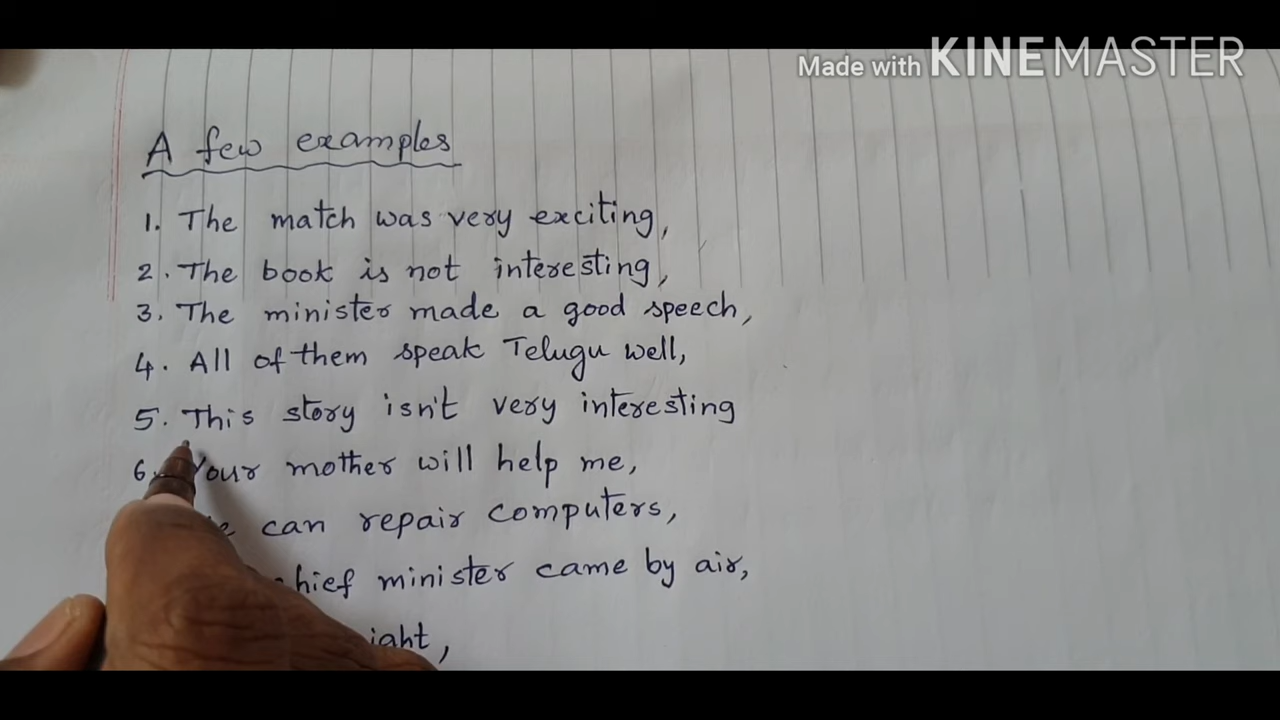 Made with KINEMASTER
A few examples
1. The match was very exciting,
2. The book is not interesting,
3. The minister made a good speech,
4. All of them speak Telugu well,
5. This story isn't very interesting
6. Your mother will help me,
can repair computers,
minister came by air,